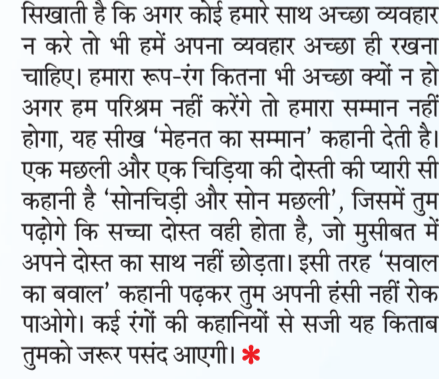 सिखाती है कि अगर कोई हमारे साथ अच्छा व्यवहार
न करे तो भी हमें अपना व्यवहार अच्छा ही रखना
चाहिए। हमारा रूप-रंग कितना भी अच्छा क्यों न हो
अगर हम परिश्रम नहीं करेंगे तो हमारा सम्मान नहीं
होगा, यह सीख ‘मेहनत का सम्मान’ कहानी देती है।
एक मछली और एक चिड़िया की दोस्ती की प्यारी सी
कहानी है ‘सोनचिड़ी और सोन मछली’, जिसमें तुम
पढ़ोगे कि सच्चा दोस्त वही होता है, जो मुसीबत में
अपने दोस्त का साथ नहीं छोड़ता। इसी तरह ‘सवाल
का बवाल’ कहानी पढ़कर तुम अपनी हंसी नहीं रोक
पाओगे। कई रंगों की कहानियों से सजी यह किताब
तुमको जरूर पसंद आएगी। *